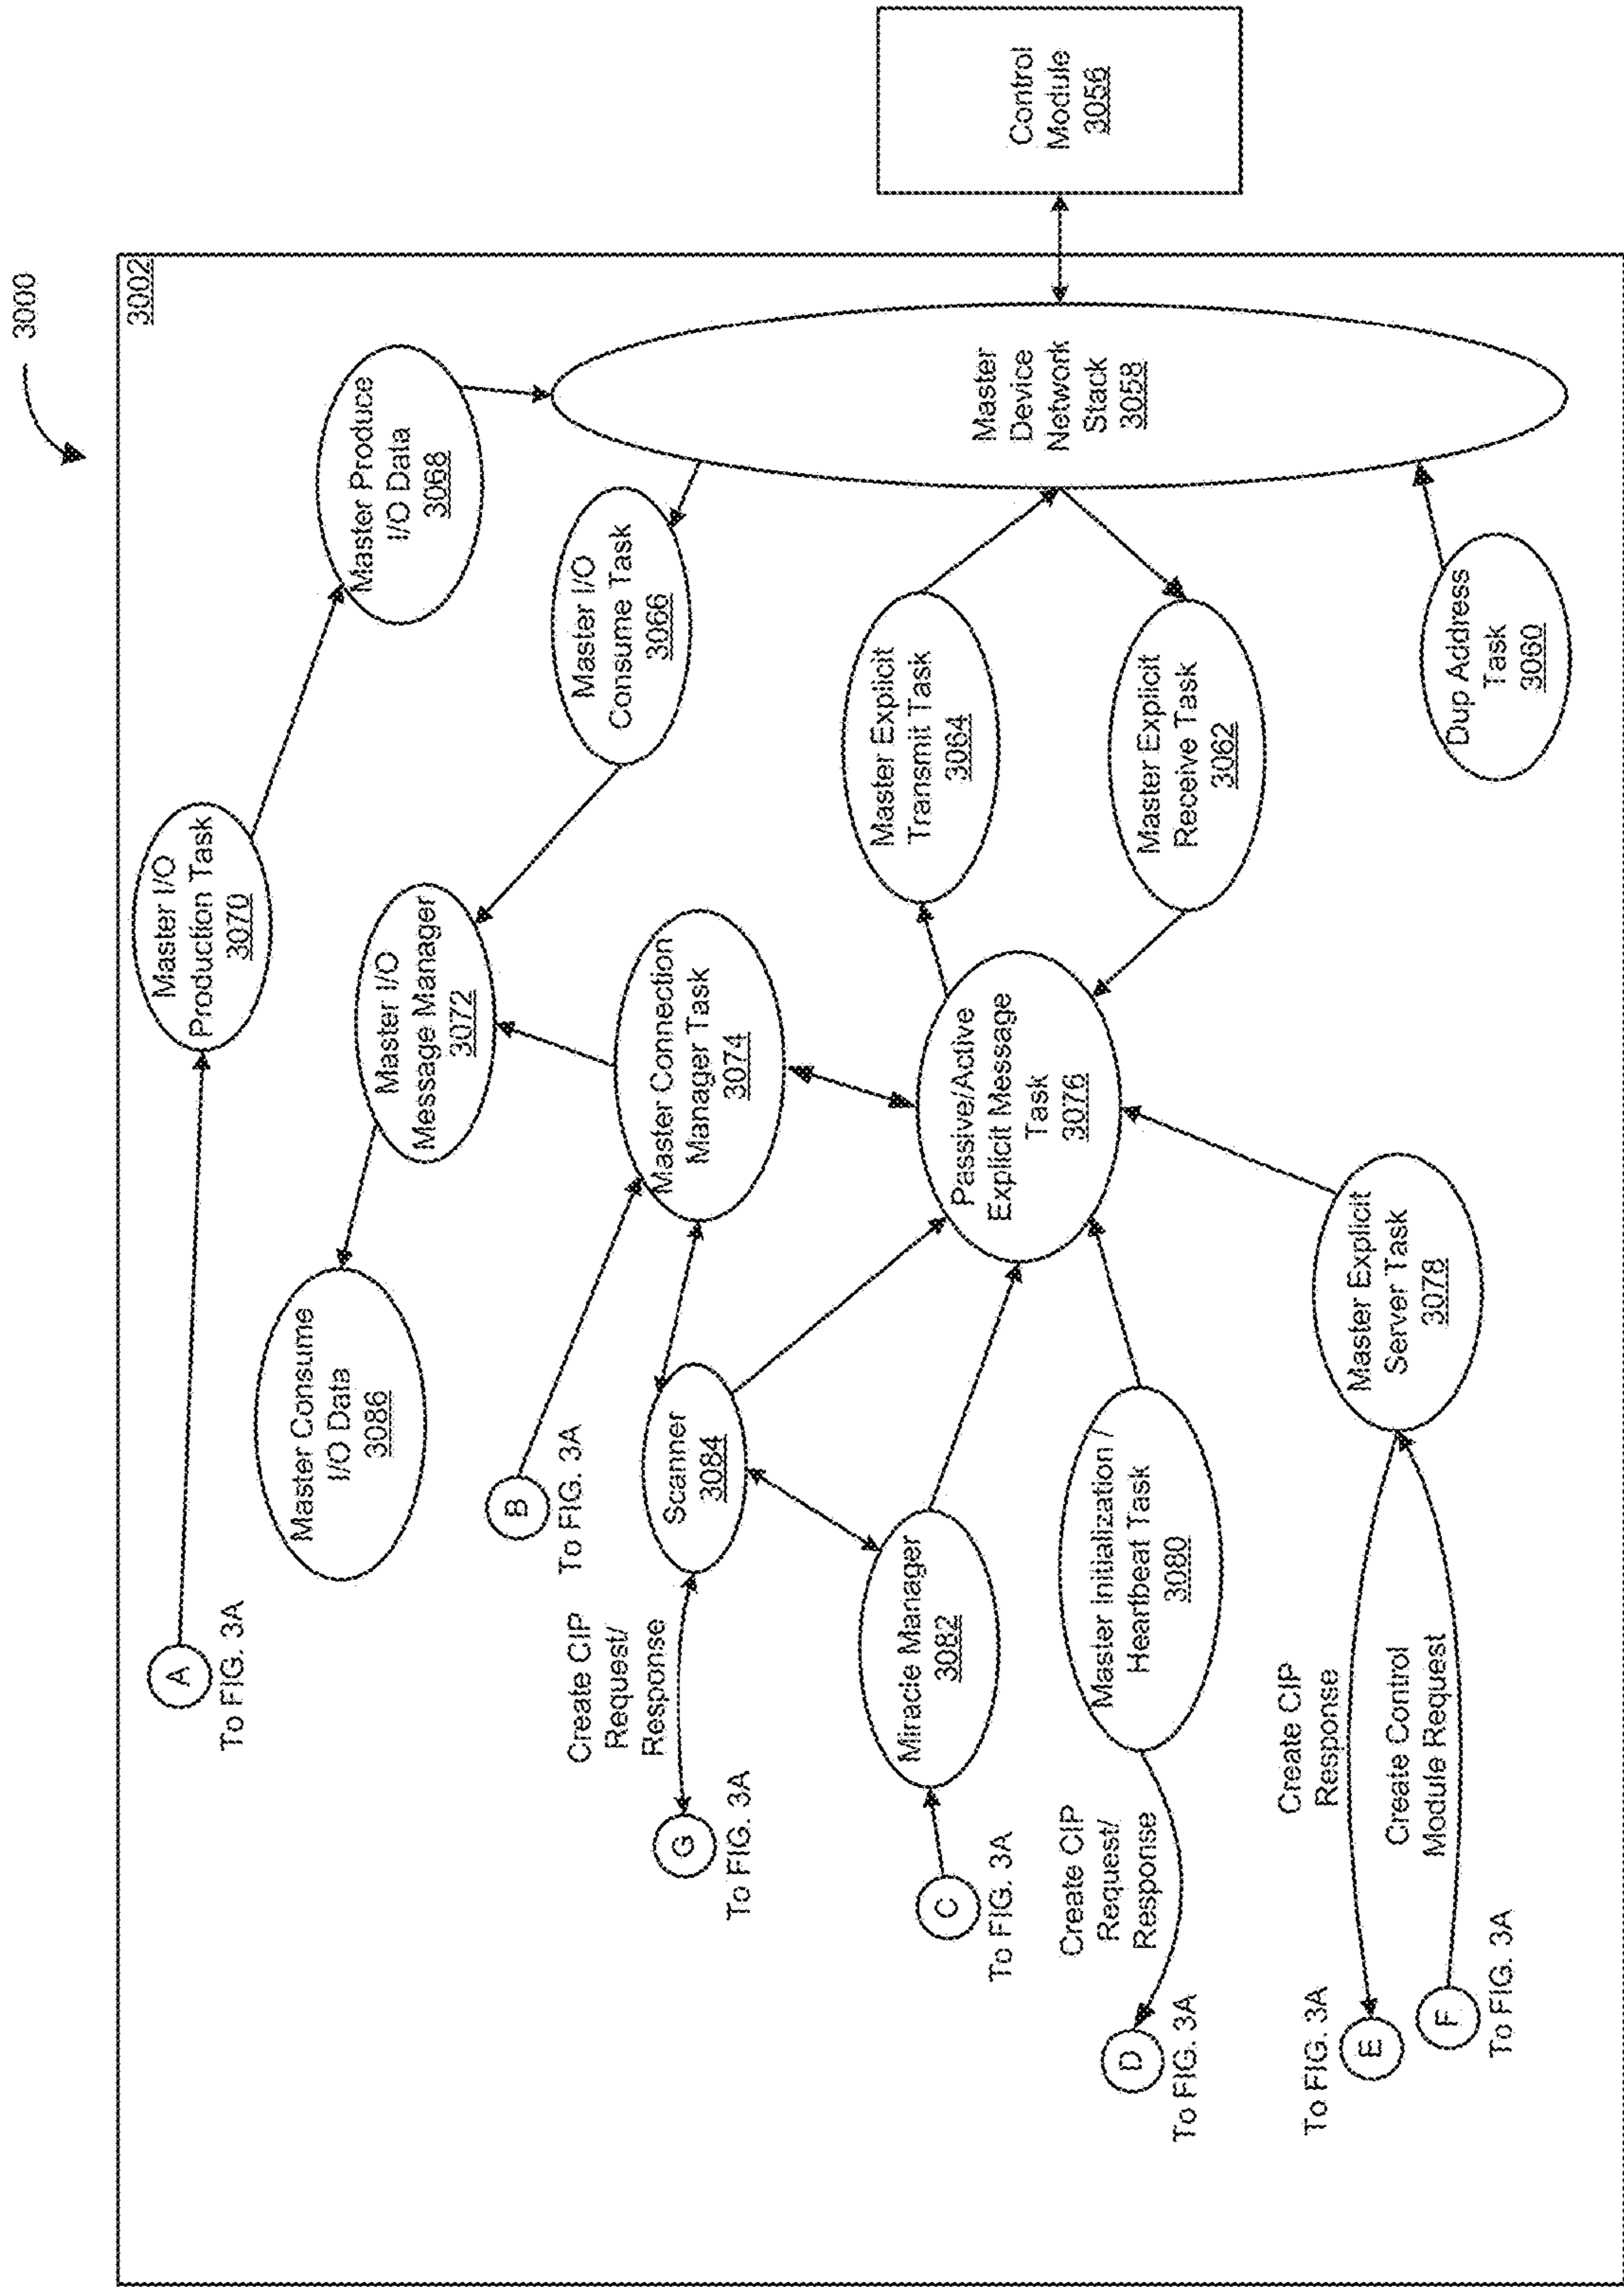 3000
3002
A
To FIG. 3A
Master I/O
Production Task
3070
Master Produce
I/O Data
3068
Master Consume
I/O Data
3086
Master I/O
Message Manager
3072
Master I/O
Consume Task
3066
B
To FIG. 3A
Create CIP
Request/
Response
G
To FIG. 3A
Scanner
3084
Master Connection
Manager Task
3074
C
To FIG. 3A
Miracle Manager
3082
Passive/Active
Explicit Message
Task
3076
Master Explicit
Transmit Task
3064
Master Explicit
Receive Task
3062
Master
Device
Network
Stack
3058
Control
Module
3056
Create CIP
Request/
Response
D
To FIG. 3A
Master Initialization /
Heartbeat Task
3080
Create CIP
Response
To FIG. 3A
E
Create Control
Module Request
F
To FIG. 3A
Master Explicit
Server Task
3078
Dup Address
Task
3060